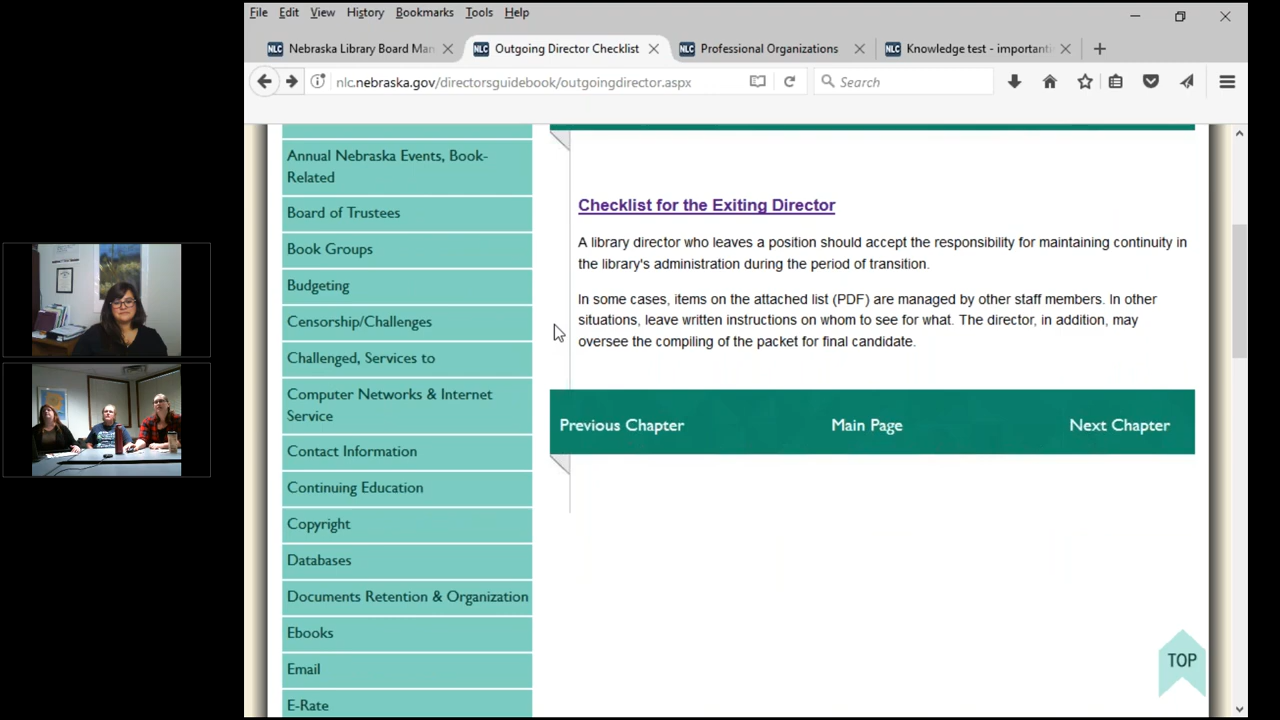 File Edit View History Bookmarks Tools Help
NLC Nebraska Library Board Man
NLC Outgoing Director Checklist
NLC Professional Organizations
NLC Knowledge test - importanti
nlc.nebraska.gov/directorsguidebook/outgoingdirector.aspx
Search
Annual Nebraska Events, Book-
Related
Board of Trustees
Book Groups
Budgeting
Censorship/Challenges
Challenged, Services to
Computer Networks & Internet
Service
Contact Information
Continuing Education
Copyright
Databases
Documents Retention & Organization
Ebooks
Email
E-Rate
Checklist for the Exiting Director
A library director who leaves a position should accept the responsibility for maintaining continuity in
the library's administration during the period of transition.
In some cases, items on the attached list (PDF) are managed by other staff members. In other
situations, leave written instructions on whom to see for what. The director, in addition, may
oversee the compiling of the packet for final candidate.
Previous Chapter Main Page Next Chapter
TOP